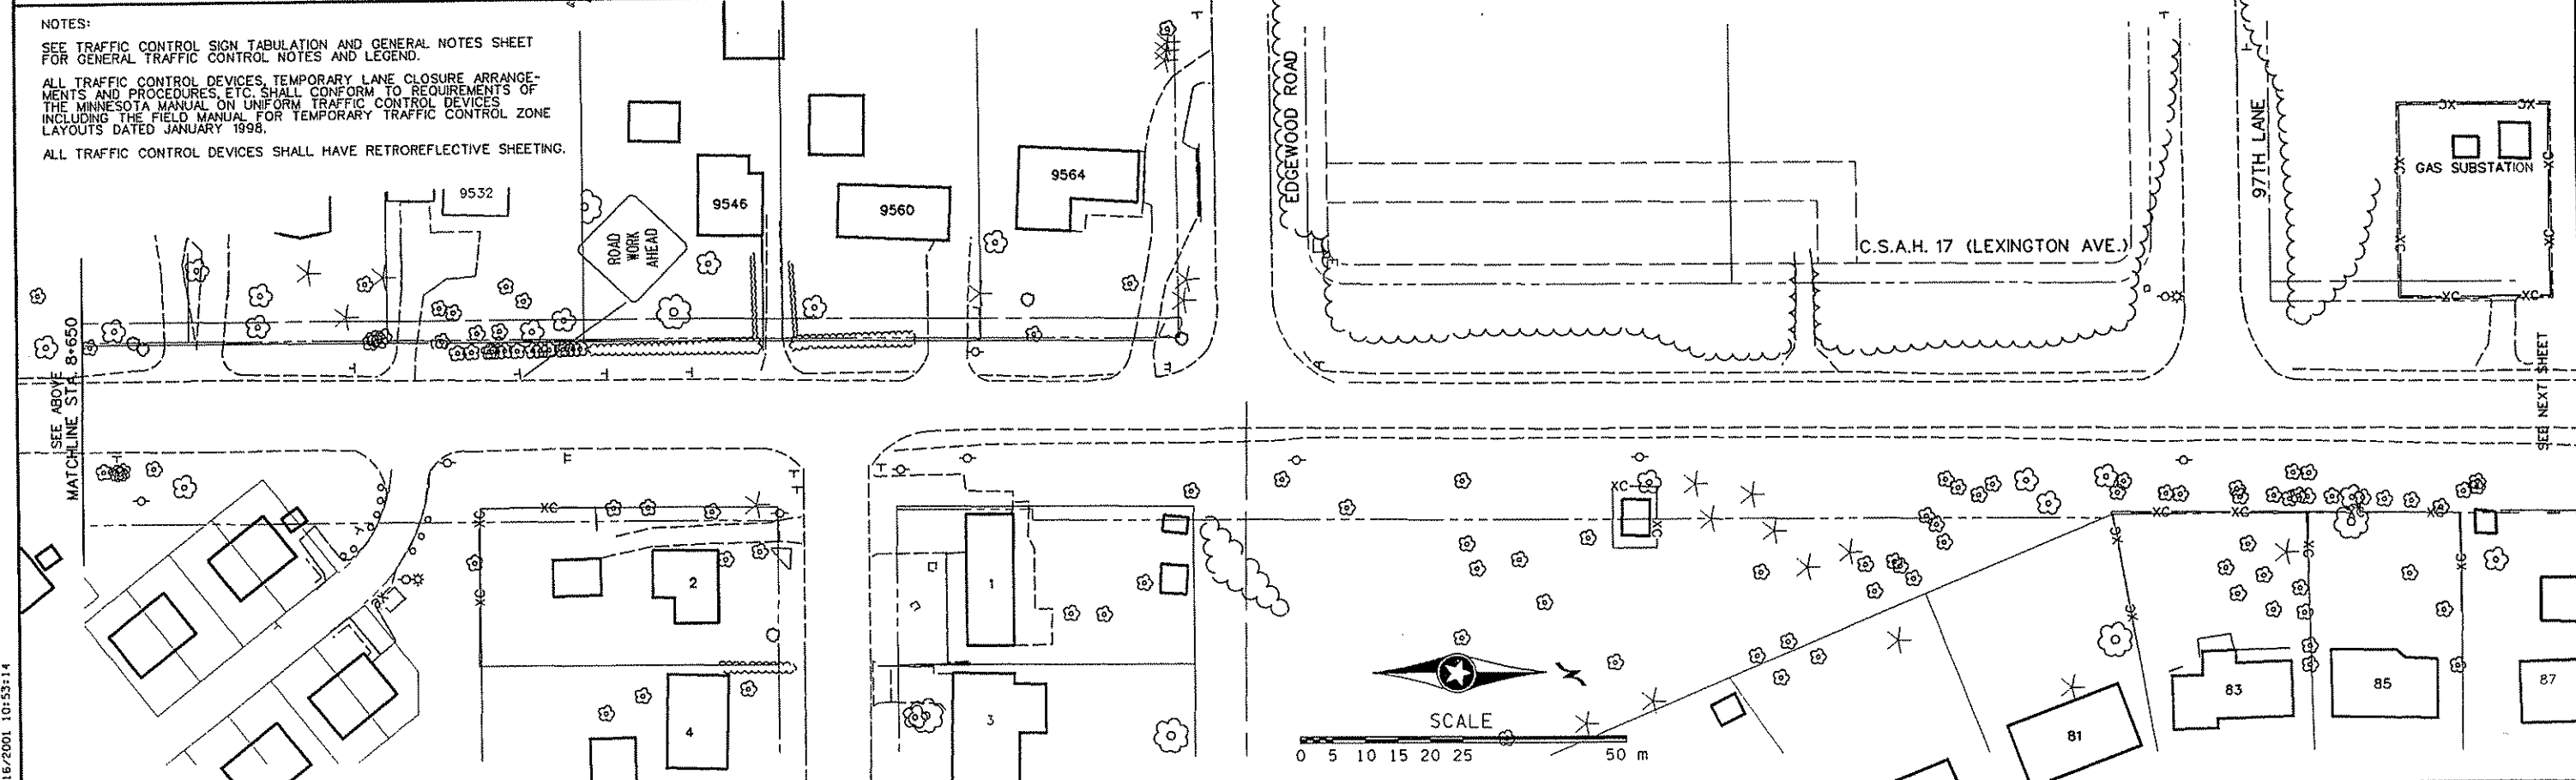 NOTES:
SEE TRAFFIC CONTROL SIGN TABULATION AND GENERAL NOTES SHEET
FOR GENERAL TRAFFIC CONTROL NOTES AND LEGEND.
ALL TRAFFIC CONTROL DEVICES, TEMPORARY LANE CLOSURE ARRANGE-
MENTS AND PROCEDURES, ETC. SHALL CONFORM TO REQUIREMENTS OF
THE MINNESOTA MANUAL ON UNIFORM TRAFFIC CONTROL DEVICES
INCLUDING THE FIELD MANUAL FOR TEMPORARY TRAFFIC CONTROL ZONE
LAYOUTS DATED JANUARY 1998.
ALL TRAFFIC CONTROL DEVICES SHALL HAVE RETROREFLECTIVE SHEETING.
9532
ROAD
WORK
AHEAD
9546
9560
9564
EDGEWOOD ROAD
C.S.A.H. 17 (LEXINGTON AVE.)
97TH LANE
GAS SUBSTATION
SEE ABOVE
MATCHLINE STA 8+650
SEE NEXT SHEET
2
1
4
3
81
83
85
87
SCALE
0 5 10 15 20 25 50 m
16/2001 10:53:14